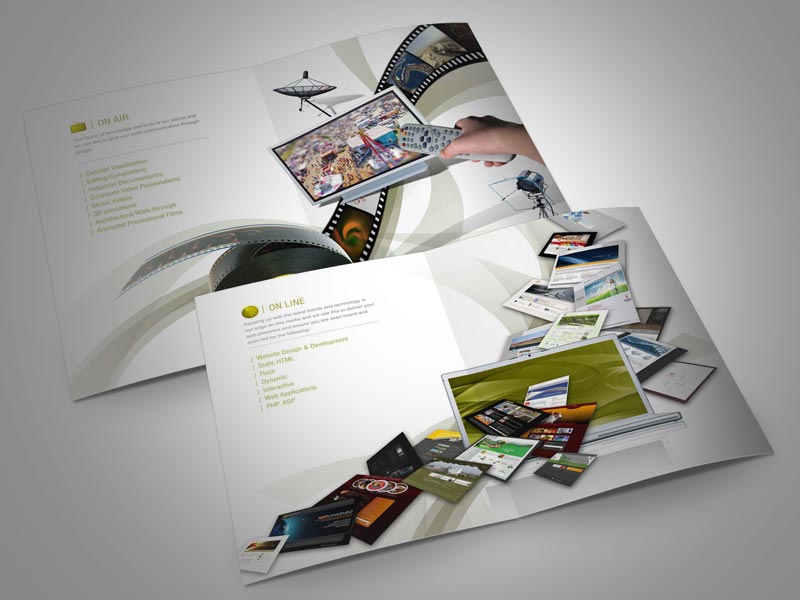 | ON AIR
The fusion of knowledge and tools is our talent and
we use this to give you solid communication through
design.
| Concept Visualization
| Editing/Compositing
| Industrial Documentaries
| Corporate Video Presentations
| Music Videos
| 3D animations
| Architectural Walk-through
| Animated Promotional Films
| ON LINE
Keeping up with the latest trends and technology is
our edge on this media and we use this to deliver your
web presence and ensure you are seen heard and
even felt for the following:
| Website Design & Development
| Static HTML
| Flash
| Dynamic
| Interactive
| Web Applications
| PHP, ASP